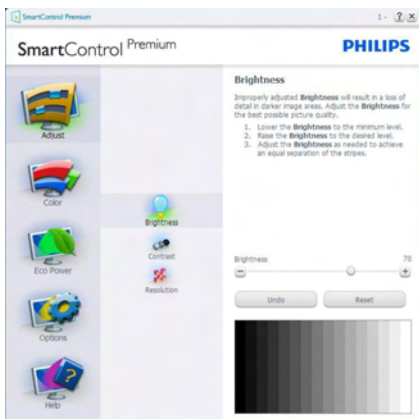 SmartControl Premium
1 - ? X
SmartControl Premium
PHILIPS
Adjust
Color
Eco Power
Options
Help
Brightness
Contrast
Resolution
Brightness
Improperly adjusted Brightness will result in a loss of
detail in darker image areas. Adjust the Brightness for
the best possible picture quality.
1. Lower the Brightness to the minimum level.
2. Raise the Brightness to the desired level.
3. Adjust the Brightness as needed to achieve
an equal separation of the stripes.
Brightness 70
Undo Reset